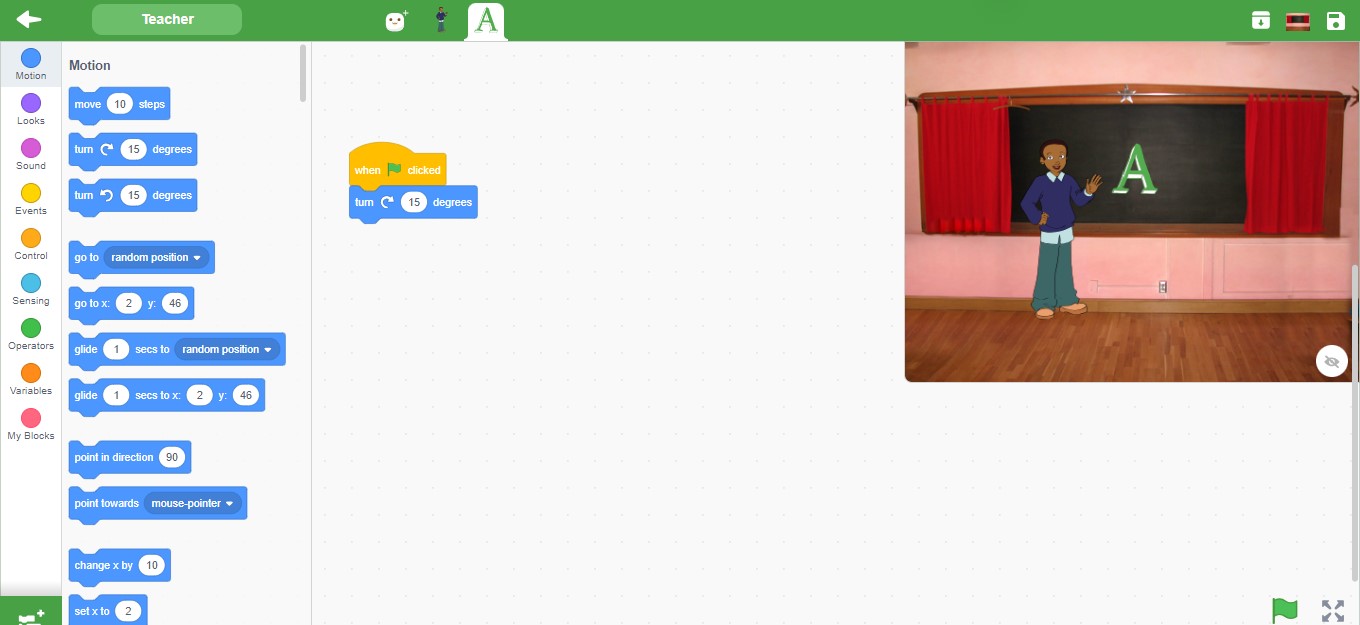 Teacher
A
Motion
Looks
Sound
Events
Control
Sensing
Operators
Variables
My Blocks
Motion
move 10 steps
turn 15 degrees
turn 15 degrees
go to random position
go to x: 2 y: 46
glide 1 secs to random position
glide 1 secs to x: 2 y: 46
point in direction 90
point towards mouse-pointer
change x by 10
set x to 2
when clicked
turn 15 degrees
A